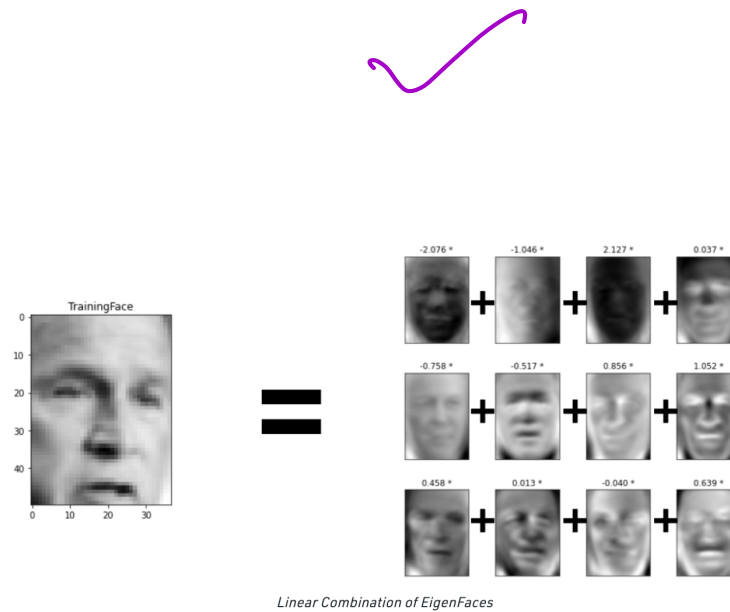 -2.076 * -1.046 * 2.127 * 0.037 *
+ + +
TrainingFace
0
10
20
30
40
0 10 20 30
=
-0.758 * -0.517 * 0.856 * 1.052 *
+ + +
0.458 * 0.013 * -0.040 * 0.639 *
+ + +
Linear Combination of EigenFaces